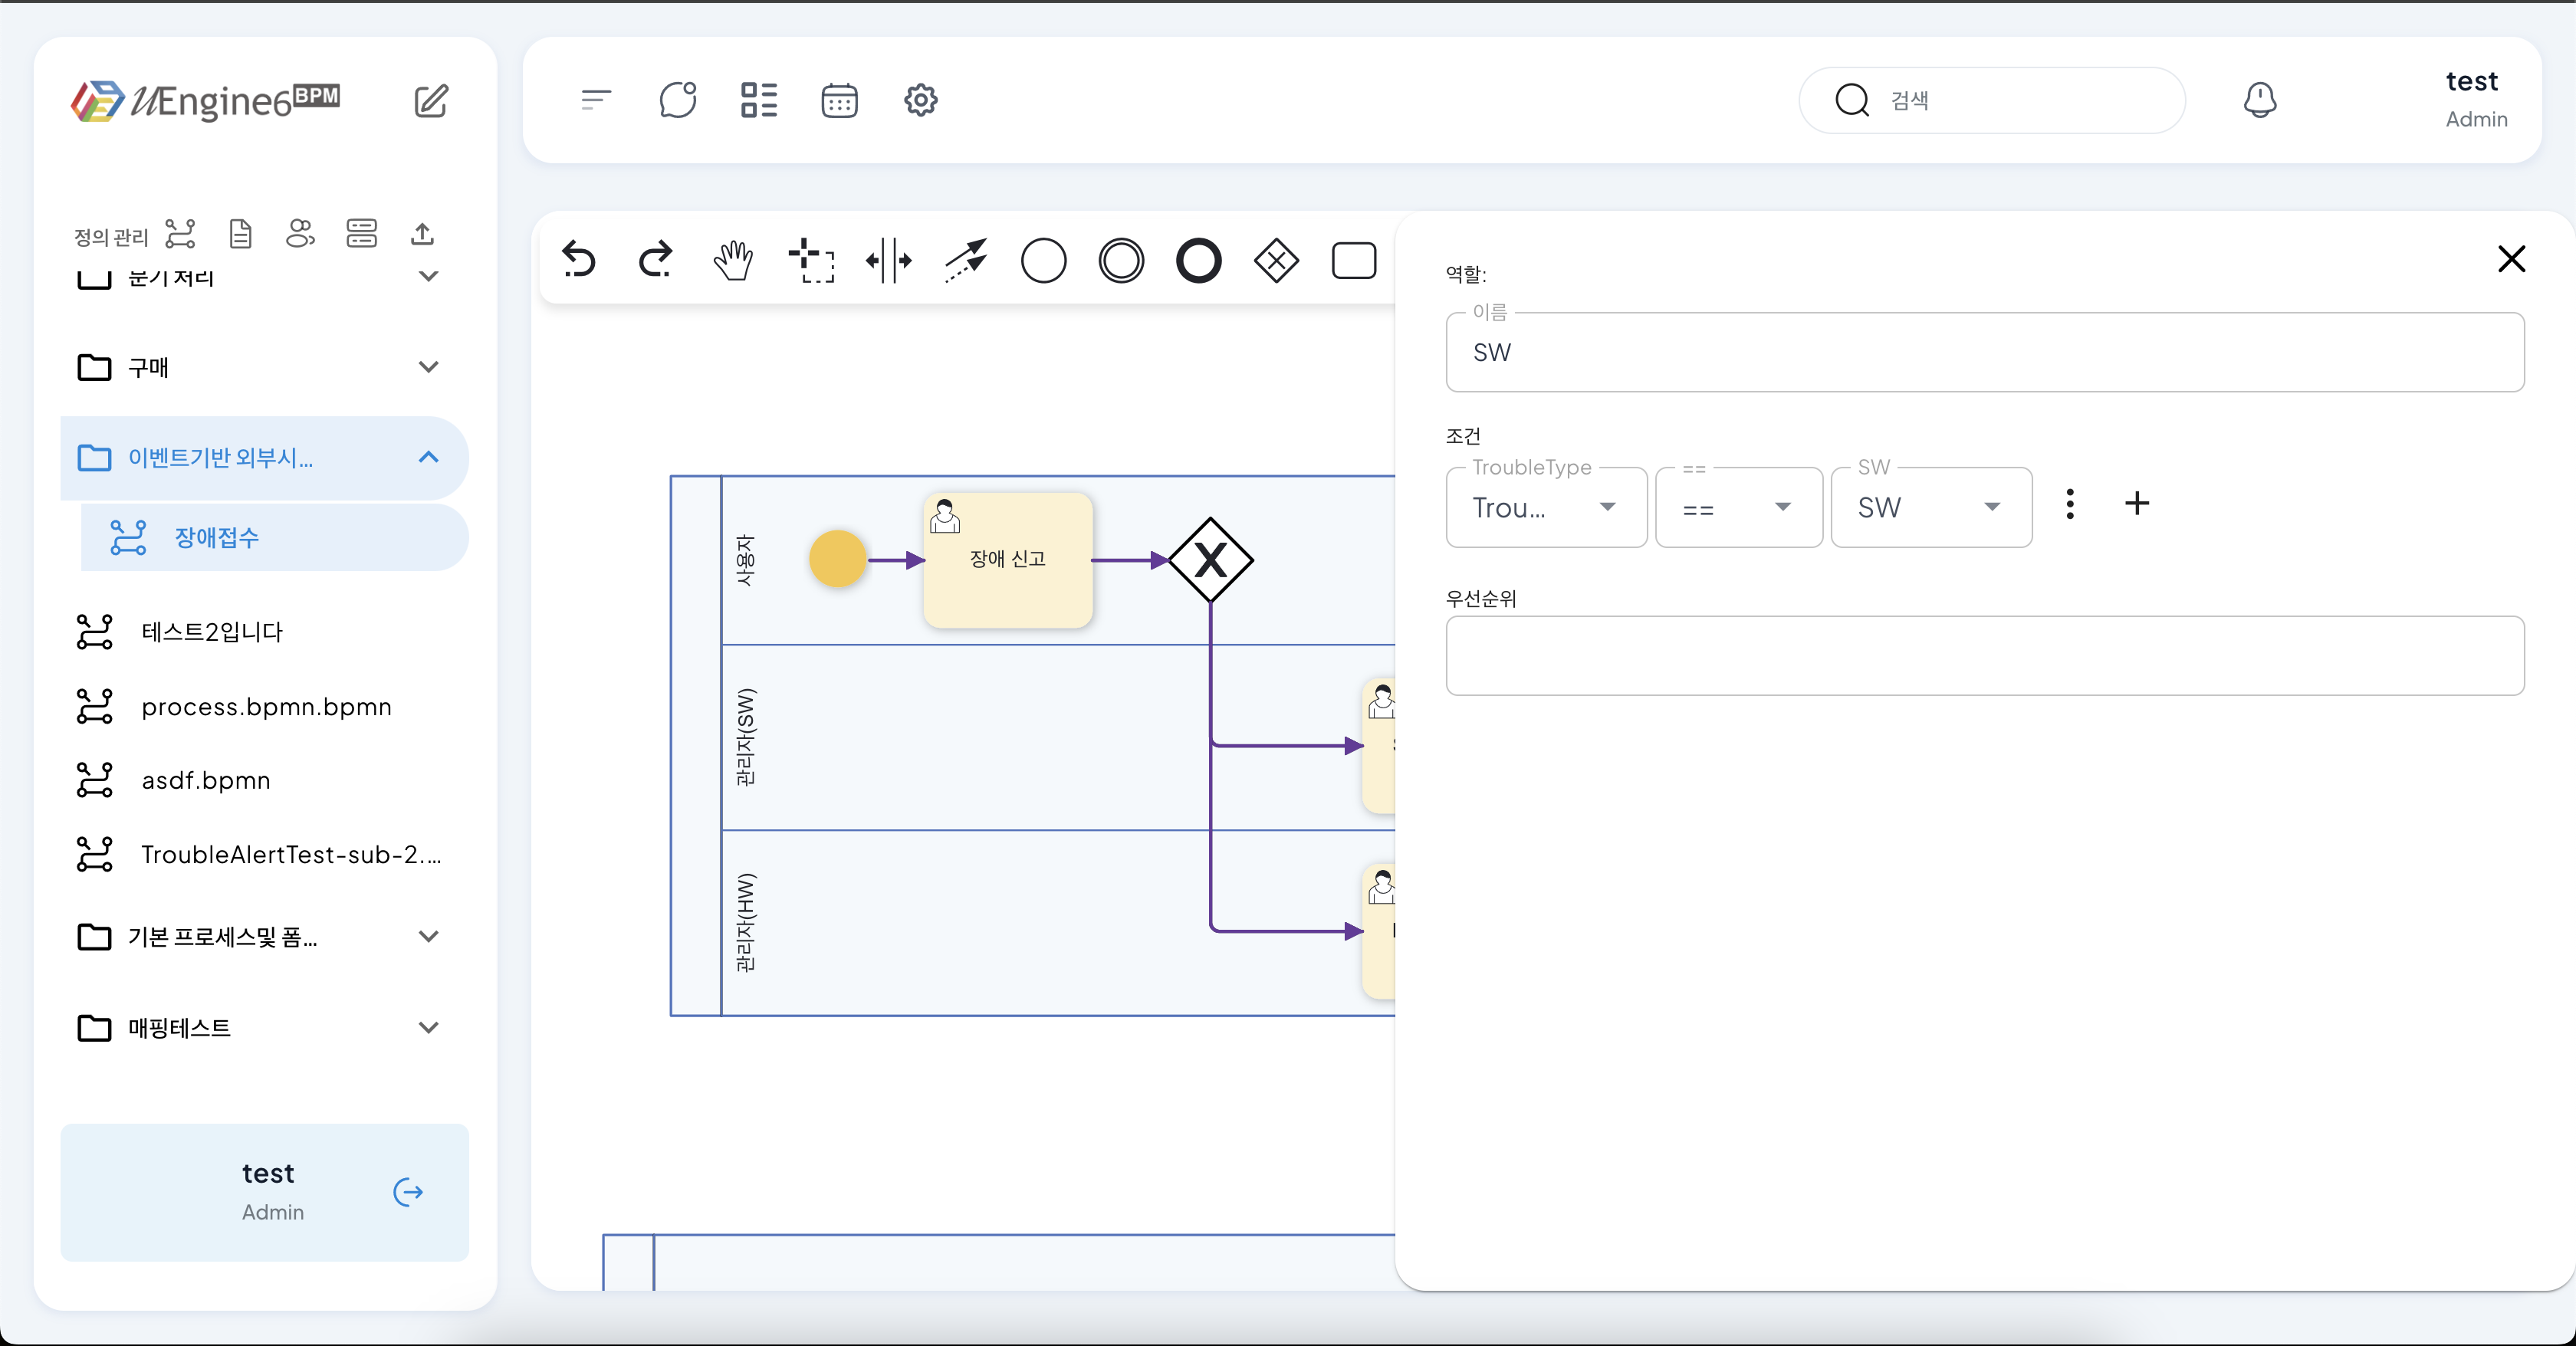 uEngine6BPM
검색
test
Admin
정의 관리
분기 처리
구매
이벤트기반 외부시...
장애접수
테스트2입니다
process.bpmn.bpmn
asdf.bpmn
TroubleAlertTest-sub-2....
기본 프로세스및 폼...
매핑테스트
test
Admin
사용자
장애 신고
X
관리자(SW)
관리자(HW)
역할:
이름
SW
조건
TroubleType
Trou...
==
==
SW
SW
우선순위